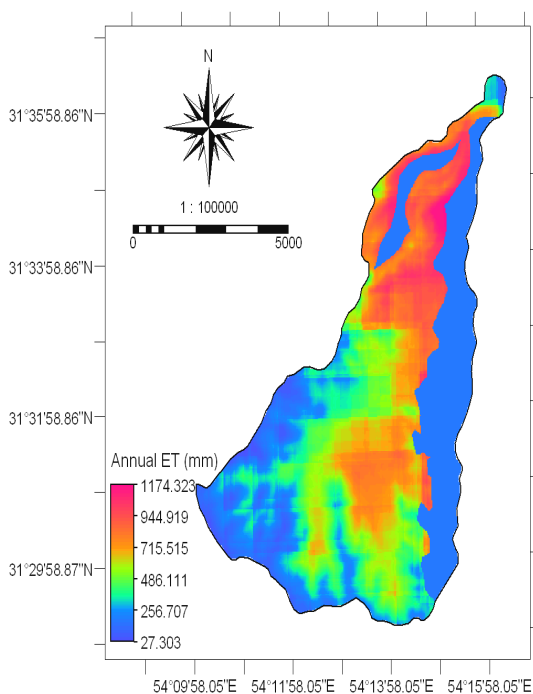 N
31°35'58.86"N
1 : 100000
0 5000
31°33'58.86"N
31°31'58.86"N
Annual ET (mm)
1174.323
944.919
715.515
486.111
256.707
27.303
31°29'58.87"N
54°09'58.05"E 54°11'58.05"E 54°13'58.05"E 54°15'58.05"E